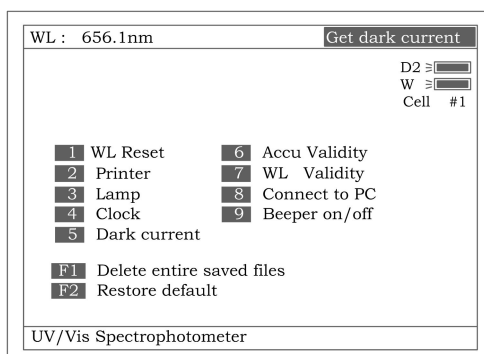 WL : 656.1nm Get dark current
D2
W
Cell #1
1 WL Reset 6 Accu Validity
2 Printer 7 WL Validity
3 Lamp 8 Connect to PC
4 Clock 9 Beeper on/off
5 Dark current
F1 Delete entire saved files
F2 Restore default
UV/Vis Spectrophotometer